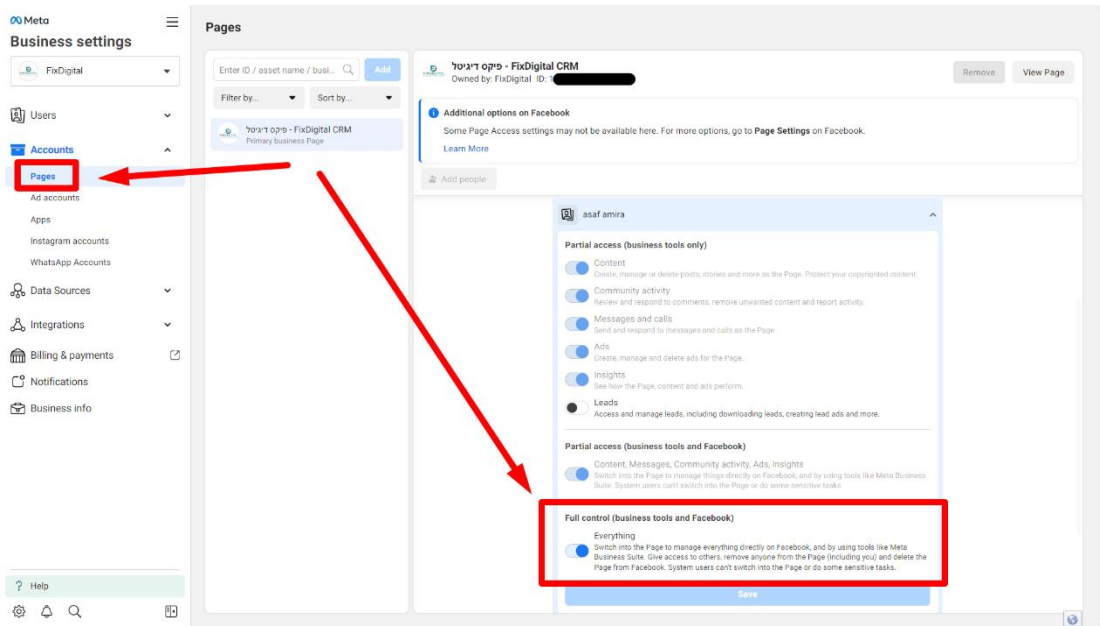 Meta
Business settings
FixDigital
Users
Accounts
Pages
Ad accounts
Apps
Instagram accounts
WhatsApp Accounts
Data Sources
Integrations
Billing & payments
Notifications
Business info
Help
Pages
Enter ID / asset name / busi...
Add
Filter by...
Sort by...
פיקס דיגיטל - FixDigital CRM
Primary business Page
פיקס דיגיטל - FixDigital CRM
Owned by: FixDigital ID: 1
Remove
View Page
Additional options on Facebook
Some Page Access settings may not be available here. For more options, go to Page Settings on Facebook.
Learn More
Add people
asaf amira
Partial access (business tools only)
Content
Create, manage or delete posts, stories and more as the Page. Protect your copyrighted content.
Community activity
Review and respond to comments, remove unwanted content and report activity.
Messages and calls
Send and respond to messages and calls as the Page
Ads
Create, manage and delete ads for the Page.
Insights
See how the Page, content and ads perform.
Leads
Access and manage leads, including downloading leads, creating lead ads and more.
Partial access (business tools and Facebook)
Content, Messages, Community activity, Ads, Insights
Switch into the Page to manage things directly on Facebook, and by using tools like Meta Business
Suite. System users can't switch into the Page or do some sensitive tasks.
Full control (business tools and Facebook)
Everything
Switch into the Page to manage everything directly on Facebook, and by using tools like Meta
Business Suite. Give access to others, remove anyone from the Page (including you) and delete the
Page from Facebook. System users can't switch into the Page or do some sensitive tasks.
Save